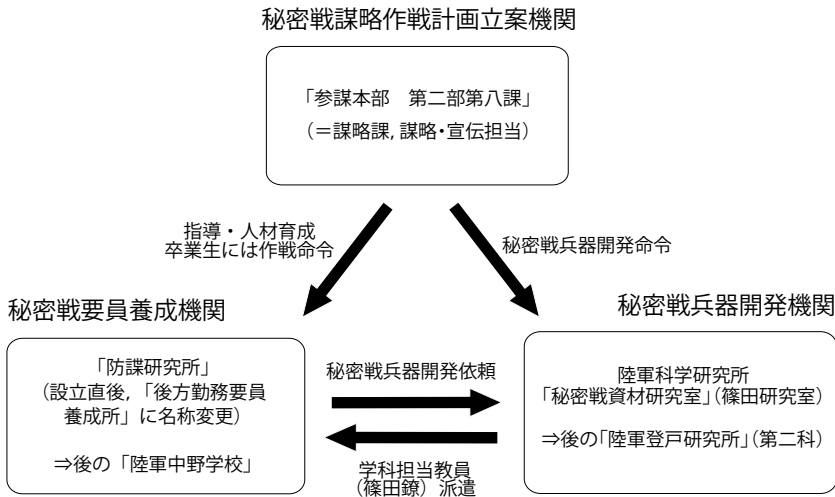 秘密戦謀略作戦計画立案機関
「参謀本部　第二部第八課」
（＝謀略課，謀略・宣伝担当）
指導・人材育成
卒業生には作戦命令
秘密戦兵器開発命令
秘密戦要員養成機関
秘密戦兵器開発機関
「防諜研究所」
（設立直後，「後方勤務要員
養成所」に名称変更）
⇒後の「陸軍中野学校」
秘密戦兵器開発依頼
学科担当教員
（篠田鐐）派遣
陸軍科学研究所
「秘密戦資材研究室」（篠田研究室）
⇒後の「陸軍登戸研究所」（第二科）